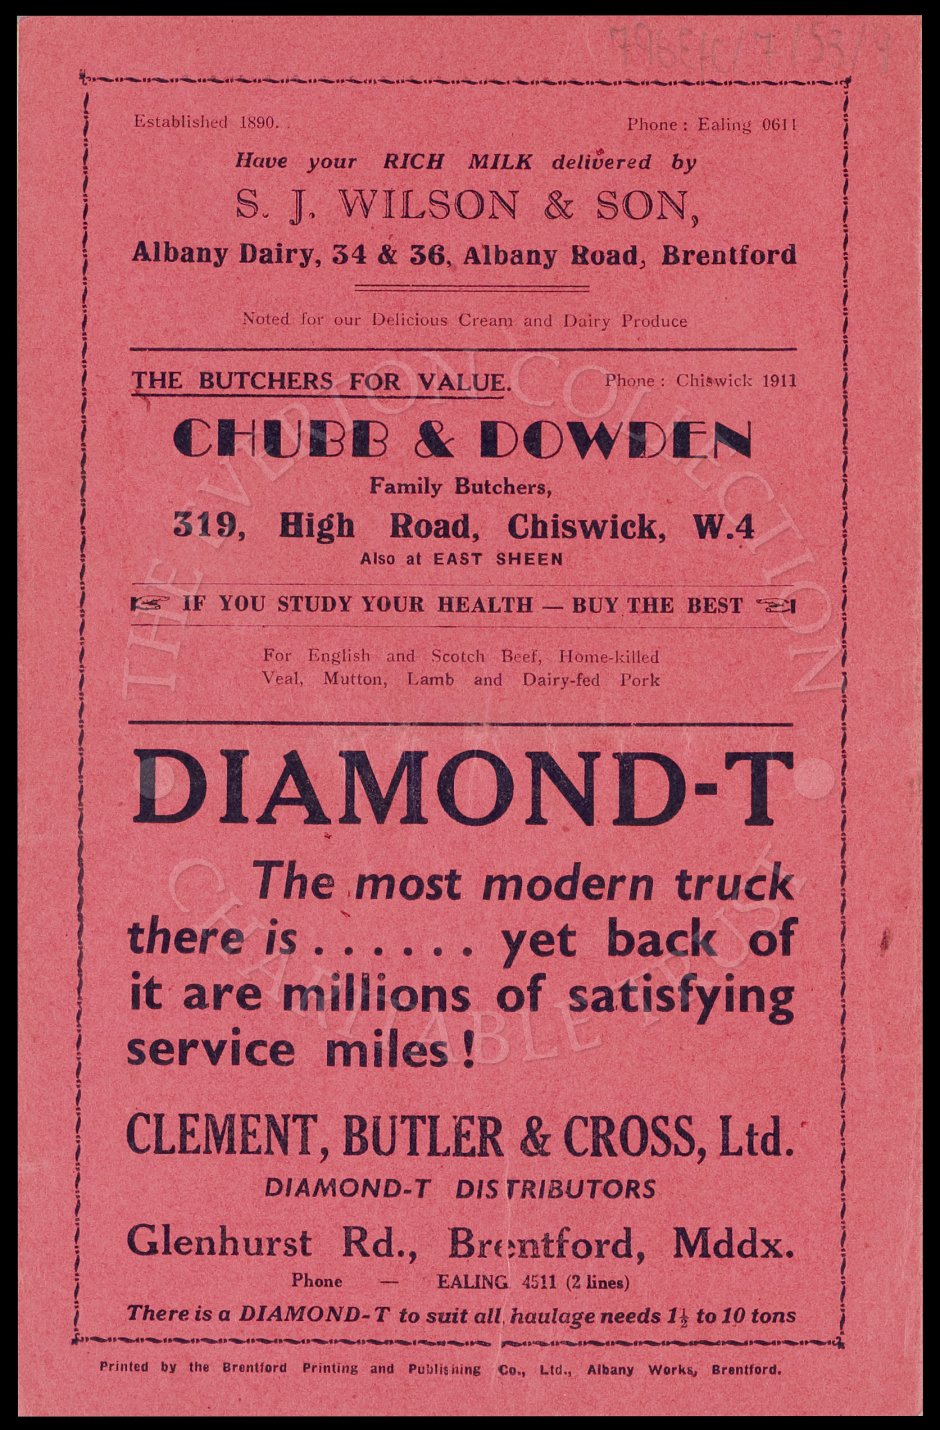 Established 1890.
Phone : Ealing 0611
Have your RICH MILK delivered by
S. J. WILSON & SON,
Albany Dairy, 34 & 36, Albany Road, Brentford
Noted for our Delicious Cream and Dairy Produce
THE BUTCHERS FOR VALUE.
Phone : Chiswick 1911
CHUBB & DOWDEN
Family Butchers,
319, High Road, Chiswick, W.4
Also at EAST SHEEN
IF YOU STUDY YOUR HEALTH — BUY THE BEST
For English and Scotch Beef, Home-killed
Veal, Mutton, Lamb and Dairy-fed Pork
DIAMOND-T
The most modern truck
there is . . . . . . yet back of
it are millions of satisfying
service miles !
CLEMENT, BUTLER & CROSS, Ltd.
DIAMOND-T DISTRIBUTORS
Glenhurst Rd., Brentford, Mddx.
Phone — EALING 4511 (2 lines)
There is a DIAMOND-T to suit all haulage needs 1½ to 10 tons
Printed by the Brentford Printing and Publishing Co., Ltd., Albany Works, Brentford.
THE EVERTON COLLECTION
CHARITABLE TRUST